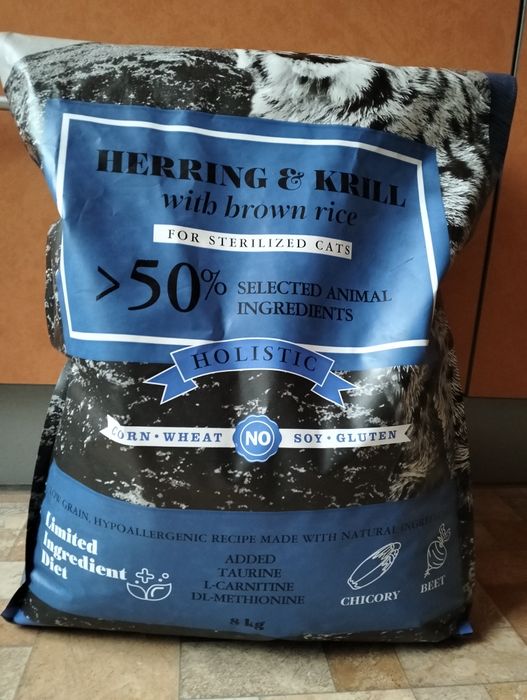 HERRING & KRILL
with brown rice
FOR STERILIZED CATS
>50% SELECTED ANIMAL
INGREDIENTS
HOLISTIC
CORN • WHEAT NO SOY • GLUTEN
LOW GRAIN, HYPOALLERGENIC RECIPE MADE WITH NATURAL
Limited
Ingredient
Diet
ADDED
TAURINE
L-CARNITINE
DL-METHIONINE
CHICORY
BEET
8 kg